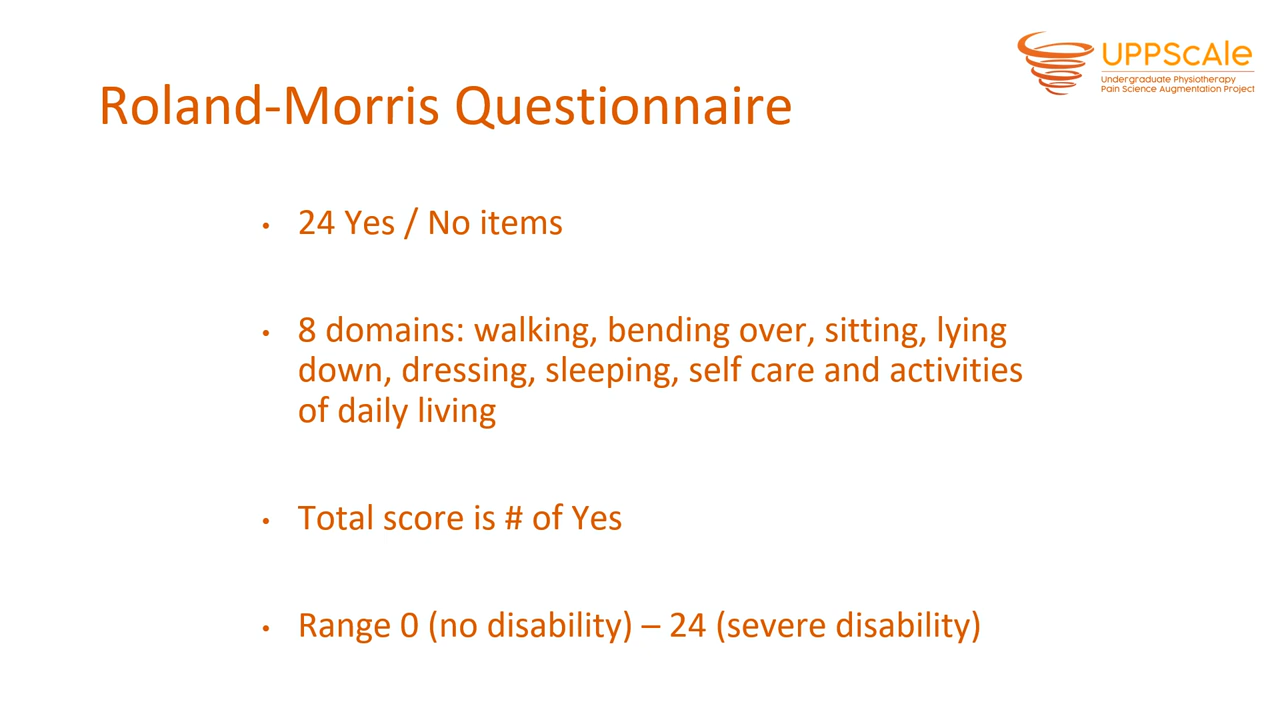 UPPScale
Undergraduate Physiotherapy
Pain Science Augmentation Project
Roland-Morris Questionnaire
• 24 Yes / No items
• 8 domains: walking, bending over, sitting, lying
down, dressing, sleeping, self care and activities
of daily living
• Total score is # of Yes
• Range 0 (no disability) – 24 (severe disability)